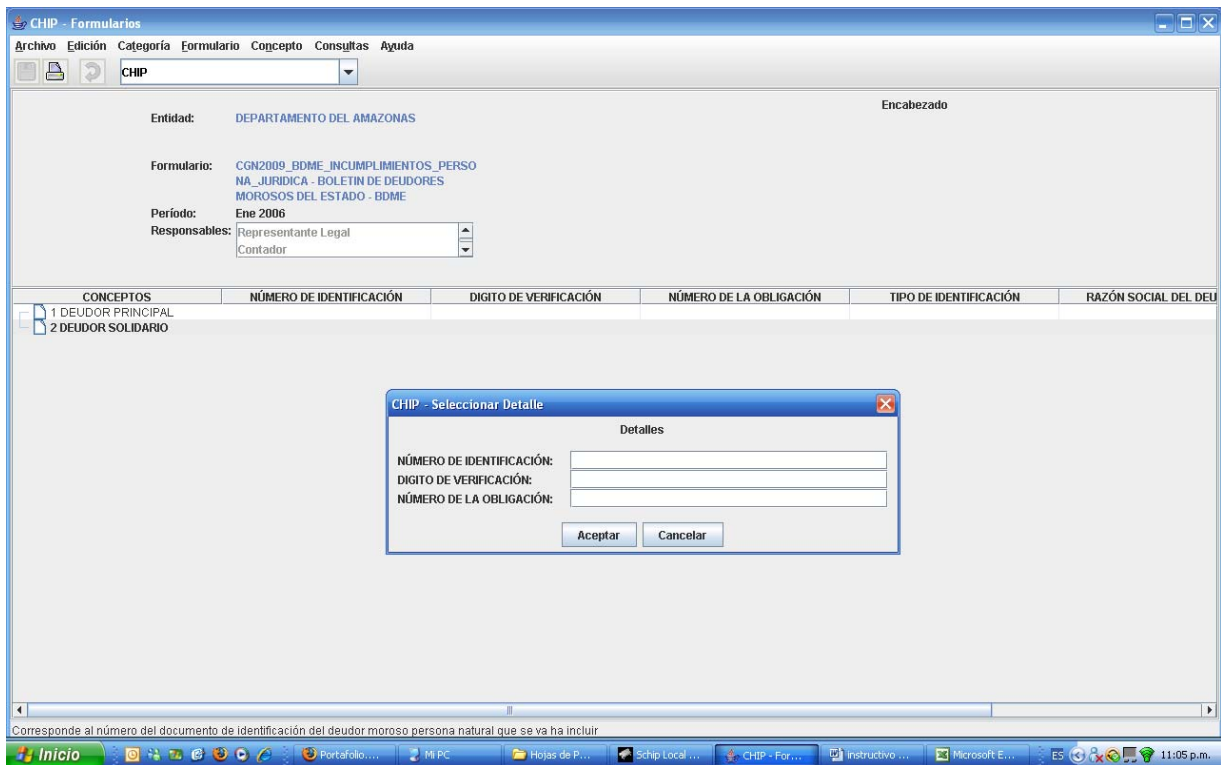 CHIP - Formularios
Archivo Edición Categoría Formulario Concepto Consultas Ayuda
CHIP
Encabezado
Entidad: DEPARTAMENTO DEL AMAZONAS
Formulario: CGN2009_BDME_INCUMPLIMIENTOS_PERSO
NA_JURIDICA - BOLETIN DE DEUDORES
MOROSOS DEL ESTADO - BDME
Período: Ene 2006
Responsables: Representante Legal
Contador
CONCEPTOS NÚMERO DE IDENTIFICACIÓN DIGITO DE VERIFICACIÓN NÚMERO DE LA OBLIGACIÓN TIPO DE IDENTIFICACIÓN RAZÓN SOCIAL DEL DEU
1 DEUDOR PRINCIPAL
2 DEUDOR SOLIDARIO
CHIP - Seleccionar Detalle
Detalles
NÚMERO DE IDENTIFICACIÓN:
DIGITO DE VERIFICACIÓN:
NÚMERO DE LA OBLIGACIÓN:
Aceptar Cancelar
Corresponde al número del documento de identificación del deudor moroso persona natural que se va ha incluir
Inicio Portafolio.... Mi PC Hojas de P... Schip Local ... CHIP - For... instructivo ... Microsoft E... ES 11:05 p.m.